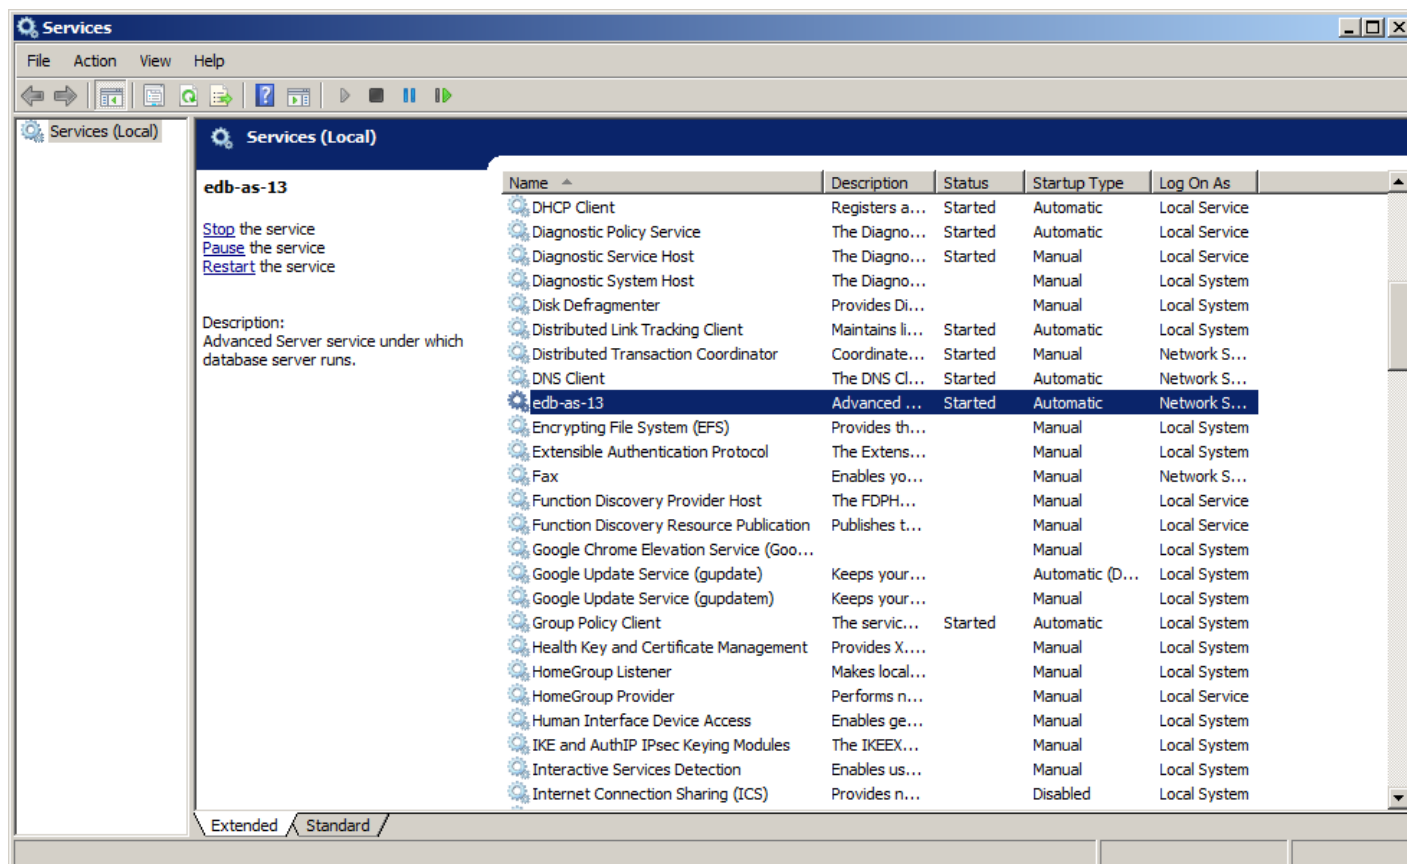 Services
File Action View Help
Services (Local)
Services (Local)
edb-as-13
Stop the service
Pause the service
Restart the service
Description:
Advanced Server service under which
database server runs.
Name Description Status Startup Type Log On As
DHCP Client Registers a... Started Automatic Local Service
Diagnostic Policy Service The Diagno... Started Automatic Local Service
Diagnostic Service Host The Diagno... Started Manual Local Service
Diagnostic System Host The Diagno... Manual Local System
Disk Defragmenter Provides Di... Manual Local System
Distributed Link Tracking Client Maintains li... Started Automatic Local System
Distributed Transaction Coordinator Coordinate... Started Manual Network S...
DNS Client The DNS Cl... Started Automatic Network S...
edb-as-13 Advanced ... Started Automatic Network S...
Encrypting File System (EFS) Provides th... Manual Local System
Extensible Authentication Protocol The Extens... Manual Local System
Fax Enables yo... Manual Network S...
Function Discovery Provider Host The FDPH... Manual Local Service
Function Discovery Resource Publication Publishes t... Manual Local Service
Google Chrome Elevation Service (Goo... Manual Local System
Google Update Service (gupdate) Keeps your... Automatic (D... Local System
Google Update Service (gupdatem) Keeps your... Manual Local System
Group Policy Client The servic... Started Automatic Local System
Health Key and Certificate Management Provides X.... Manual Local System
HomeGroup Listener Makes local... Manual Local System
HomeGroup Provider Performs n... Manual Local Service
Human Interface Device Access Enables ge... Manual Local System
IKE and AuthIP IPsec Keying Modules The IKEEX... Manual Local System
Interactive Services Detection Enables us... Manual Local System
Internet Connection Sharing (ICS) Provides n... Disabled Local System
Extended Standard